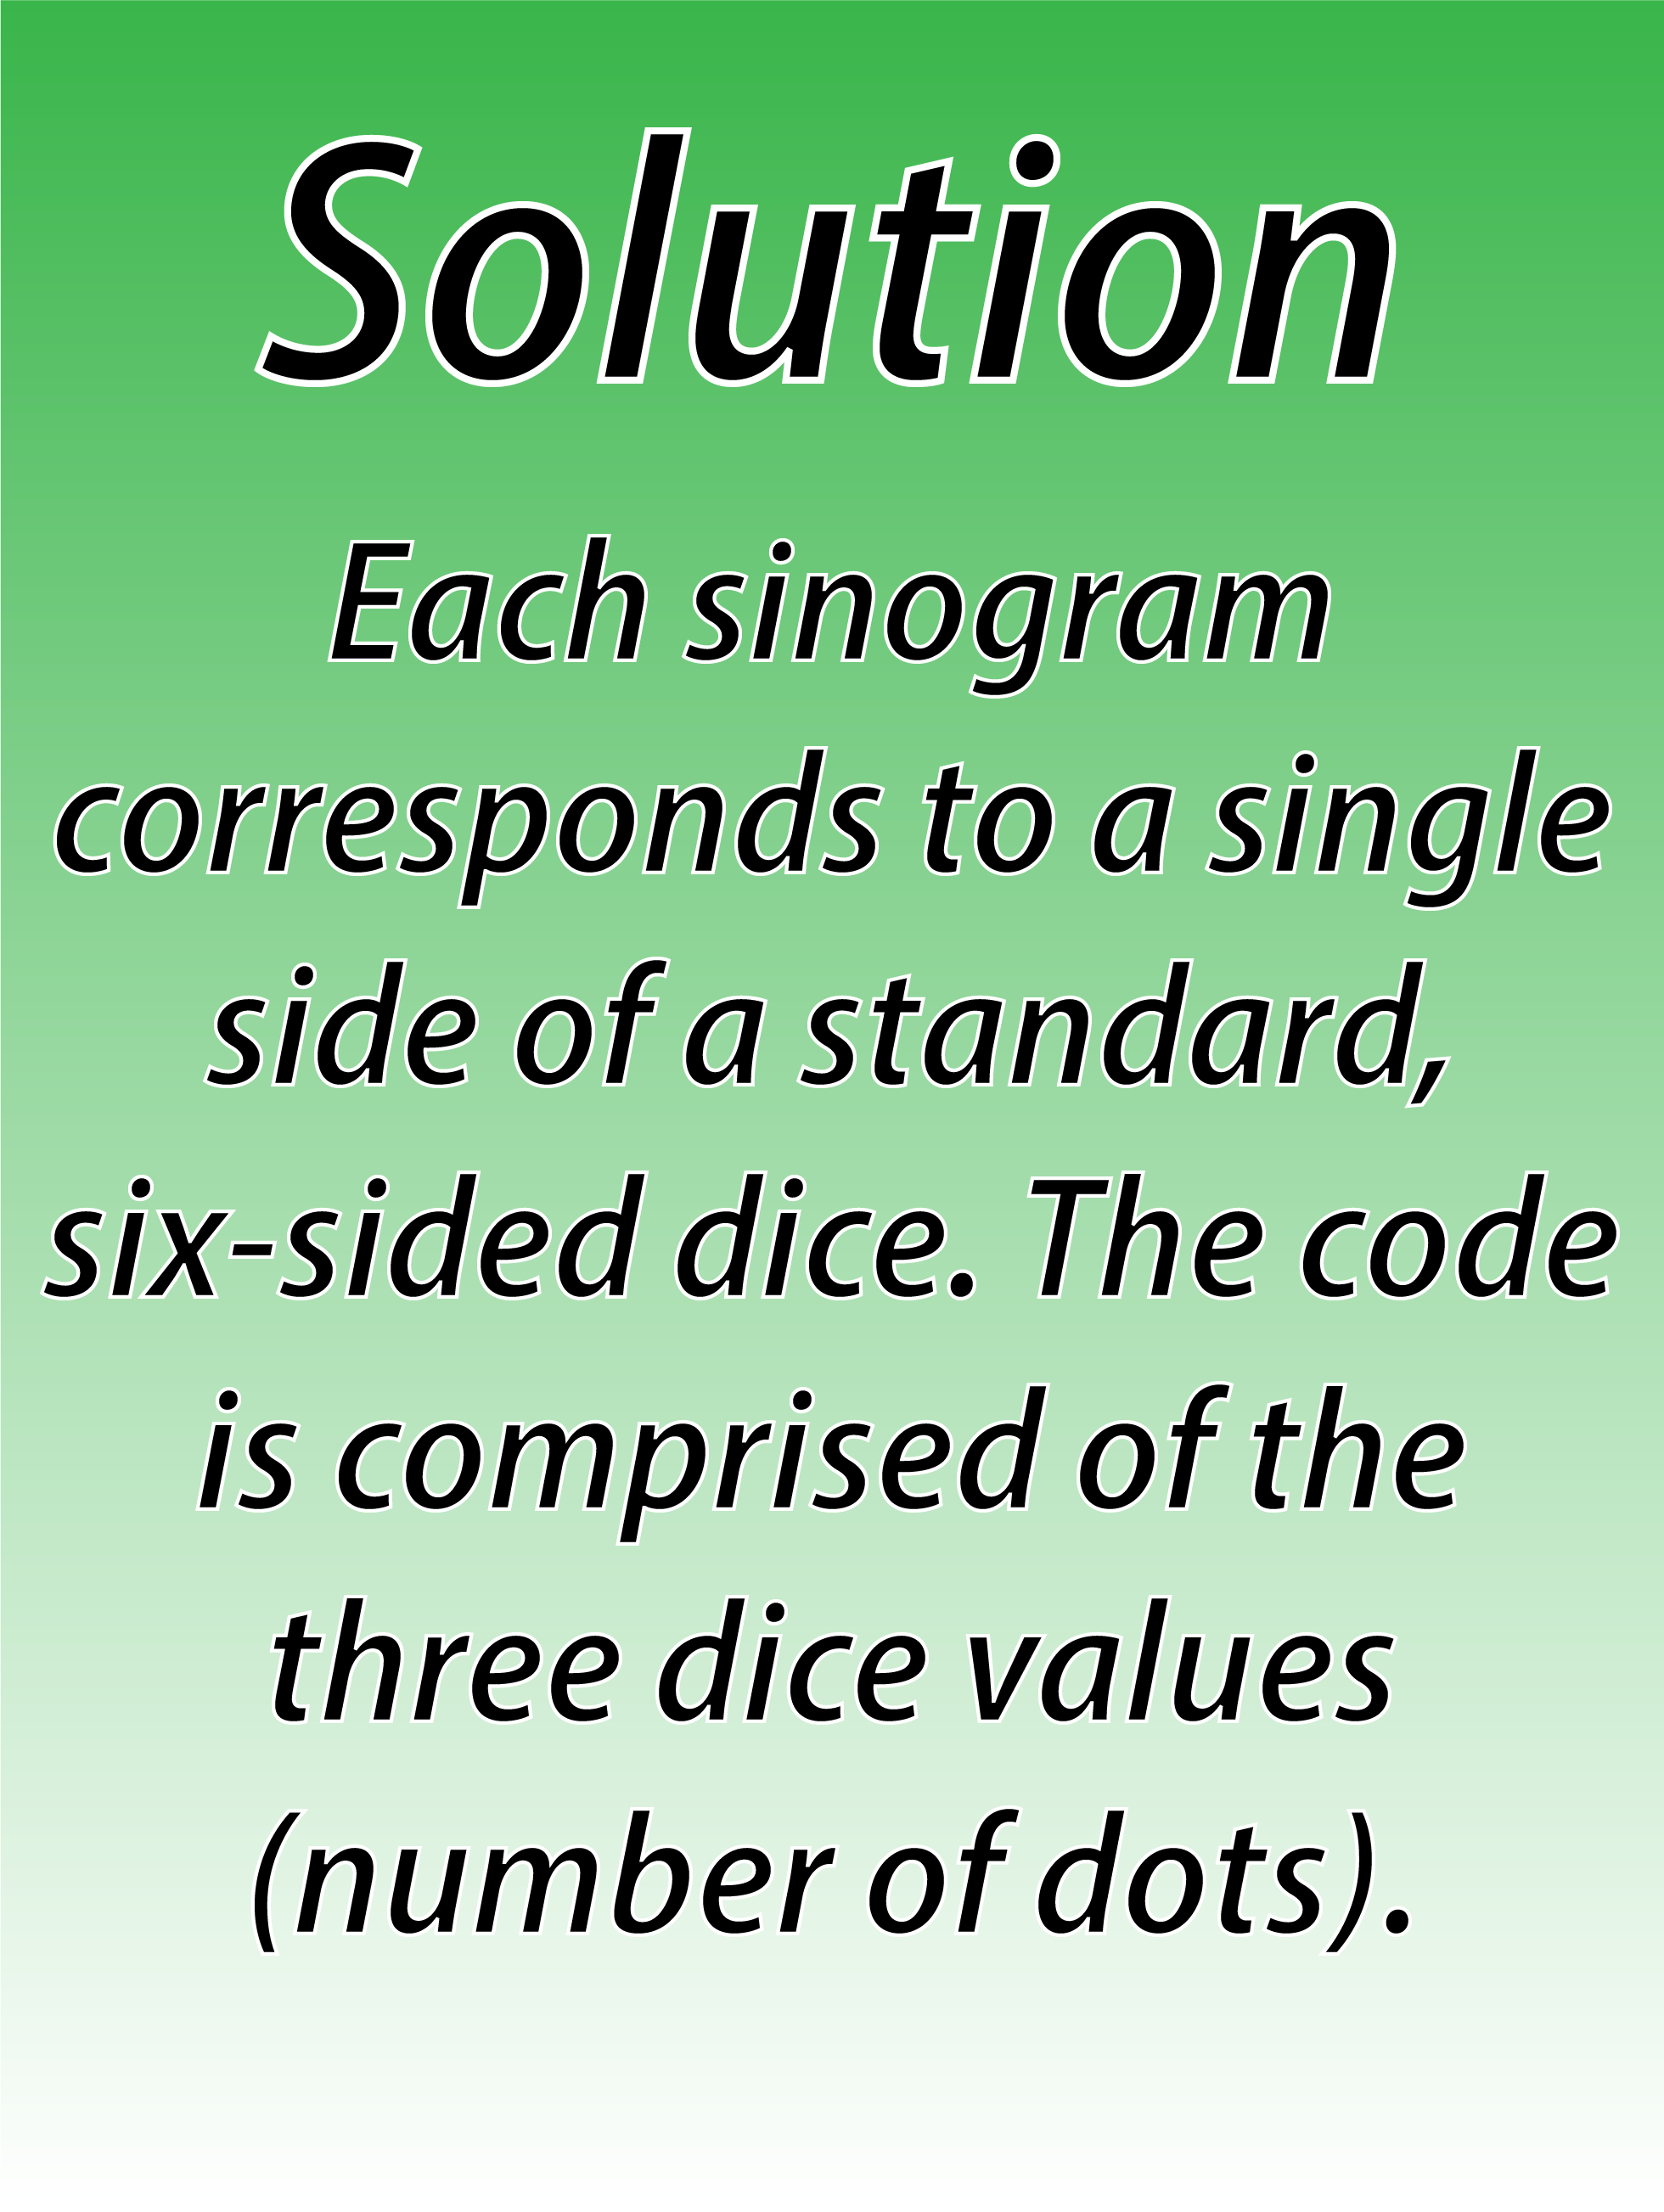 Solution
Each sinogram
corresponds to a single
side of a standard,
six-sided dice. The code
is comprised of the
three dice values
(number of dots).